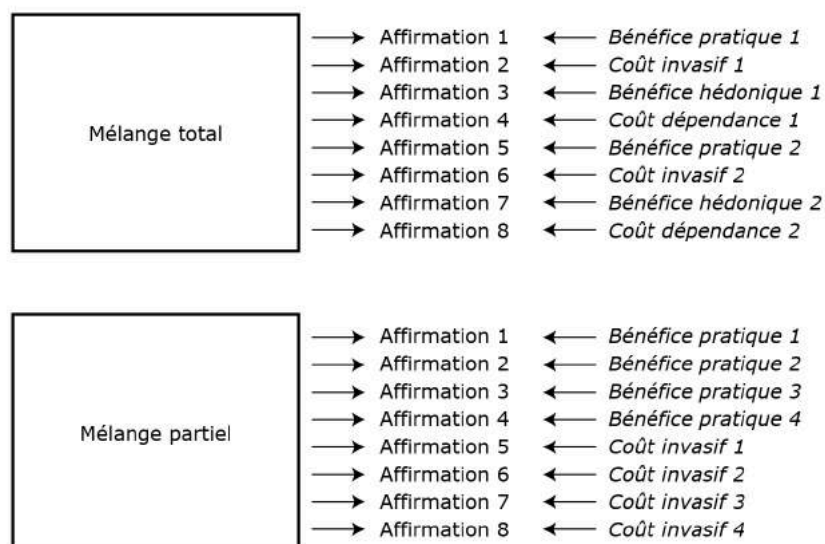 Affirmation 1 Bénéfice pratique 1
Affirmation 2 Coût invasif 1
Affirmation 3 Bénéfice hédonique 1
Mélange total Affirmation 4 Coût dépendance 1
Affirmation 5 Bénéfice pratique 2
Affirmation 6 Coût invasif 2
Affirmation 7 Bénéfice hédonique 2
Affirmation 8 Coût dépendance 2
Affirmation 1 Bénéfice pratique 1
Affirmation 2 Bénéfice pratique 2
Affirmation 3 Bénéfice pratique 3
Affirmation 4 Bénéfice pratique 4
Mélange partiel Affirmation 5 Coût invasif 1
Affirmation 6 Coût invasif 2
Affirmation 7 Coût invasif 3
Affirmation 8 Coût invasif 4